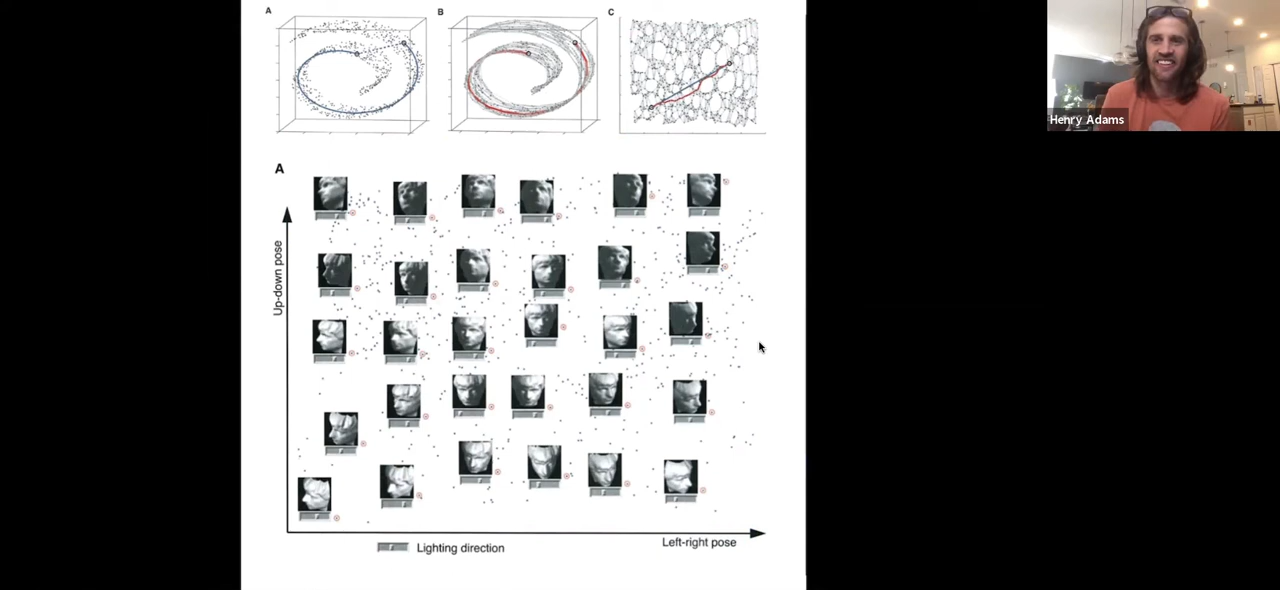 A
B
C
Henry Adams
A
Up-down pose
Left-right pose
Lighting direction